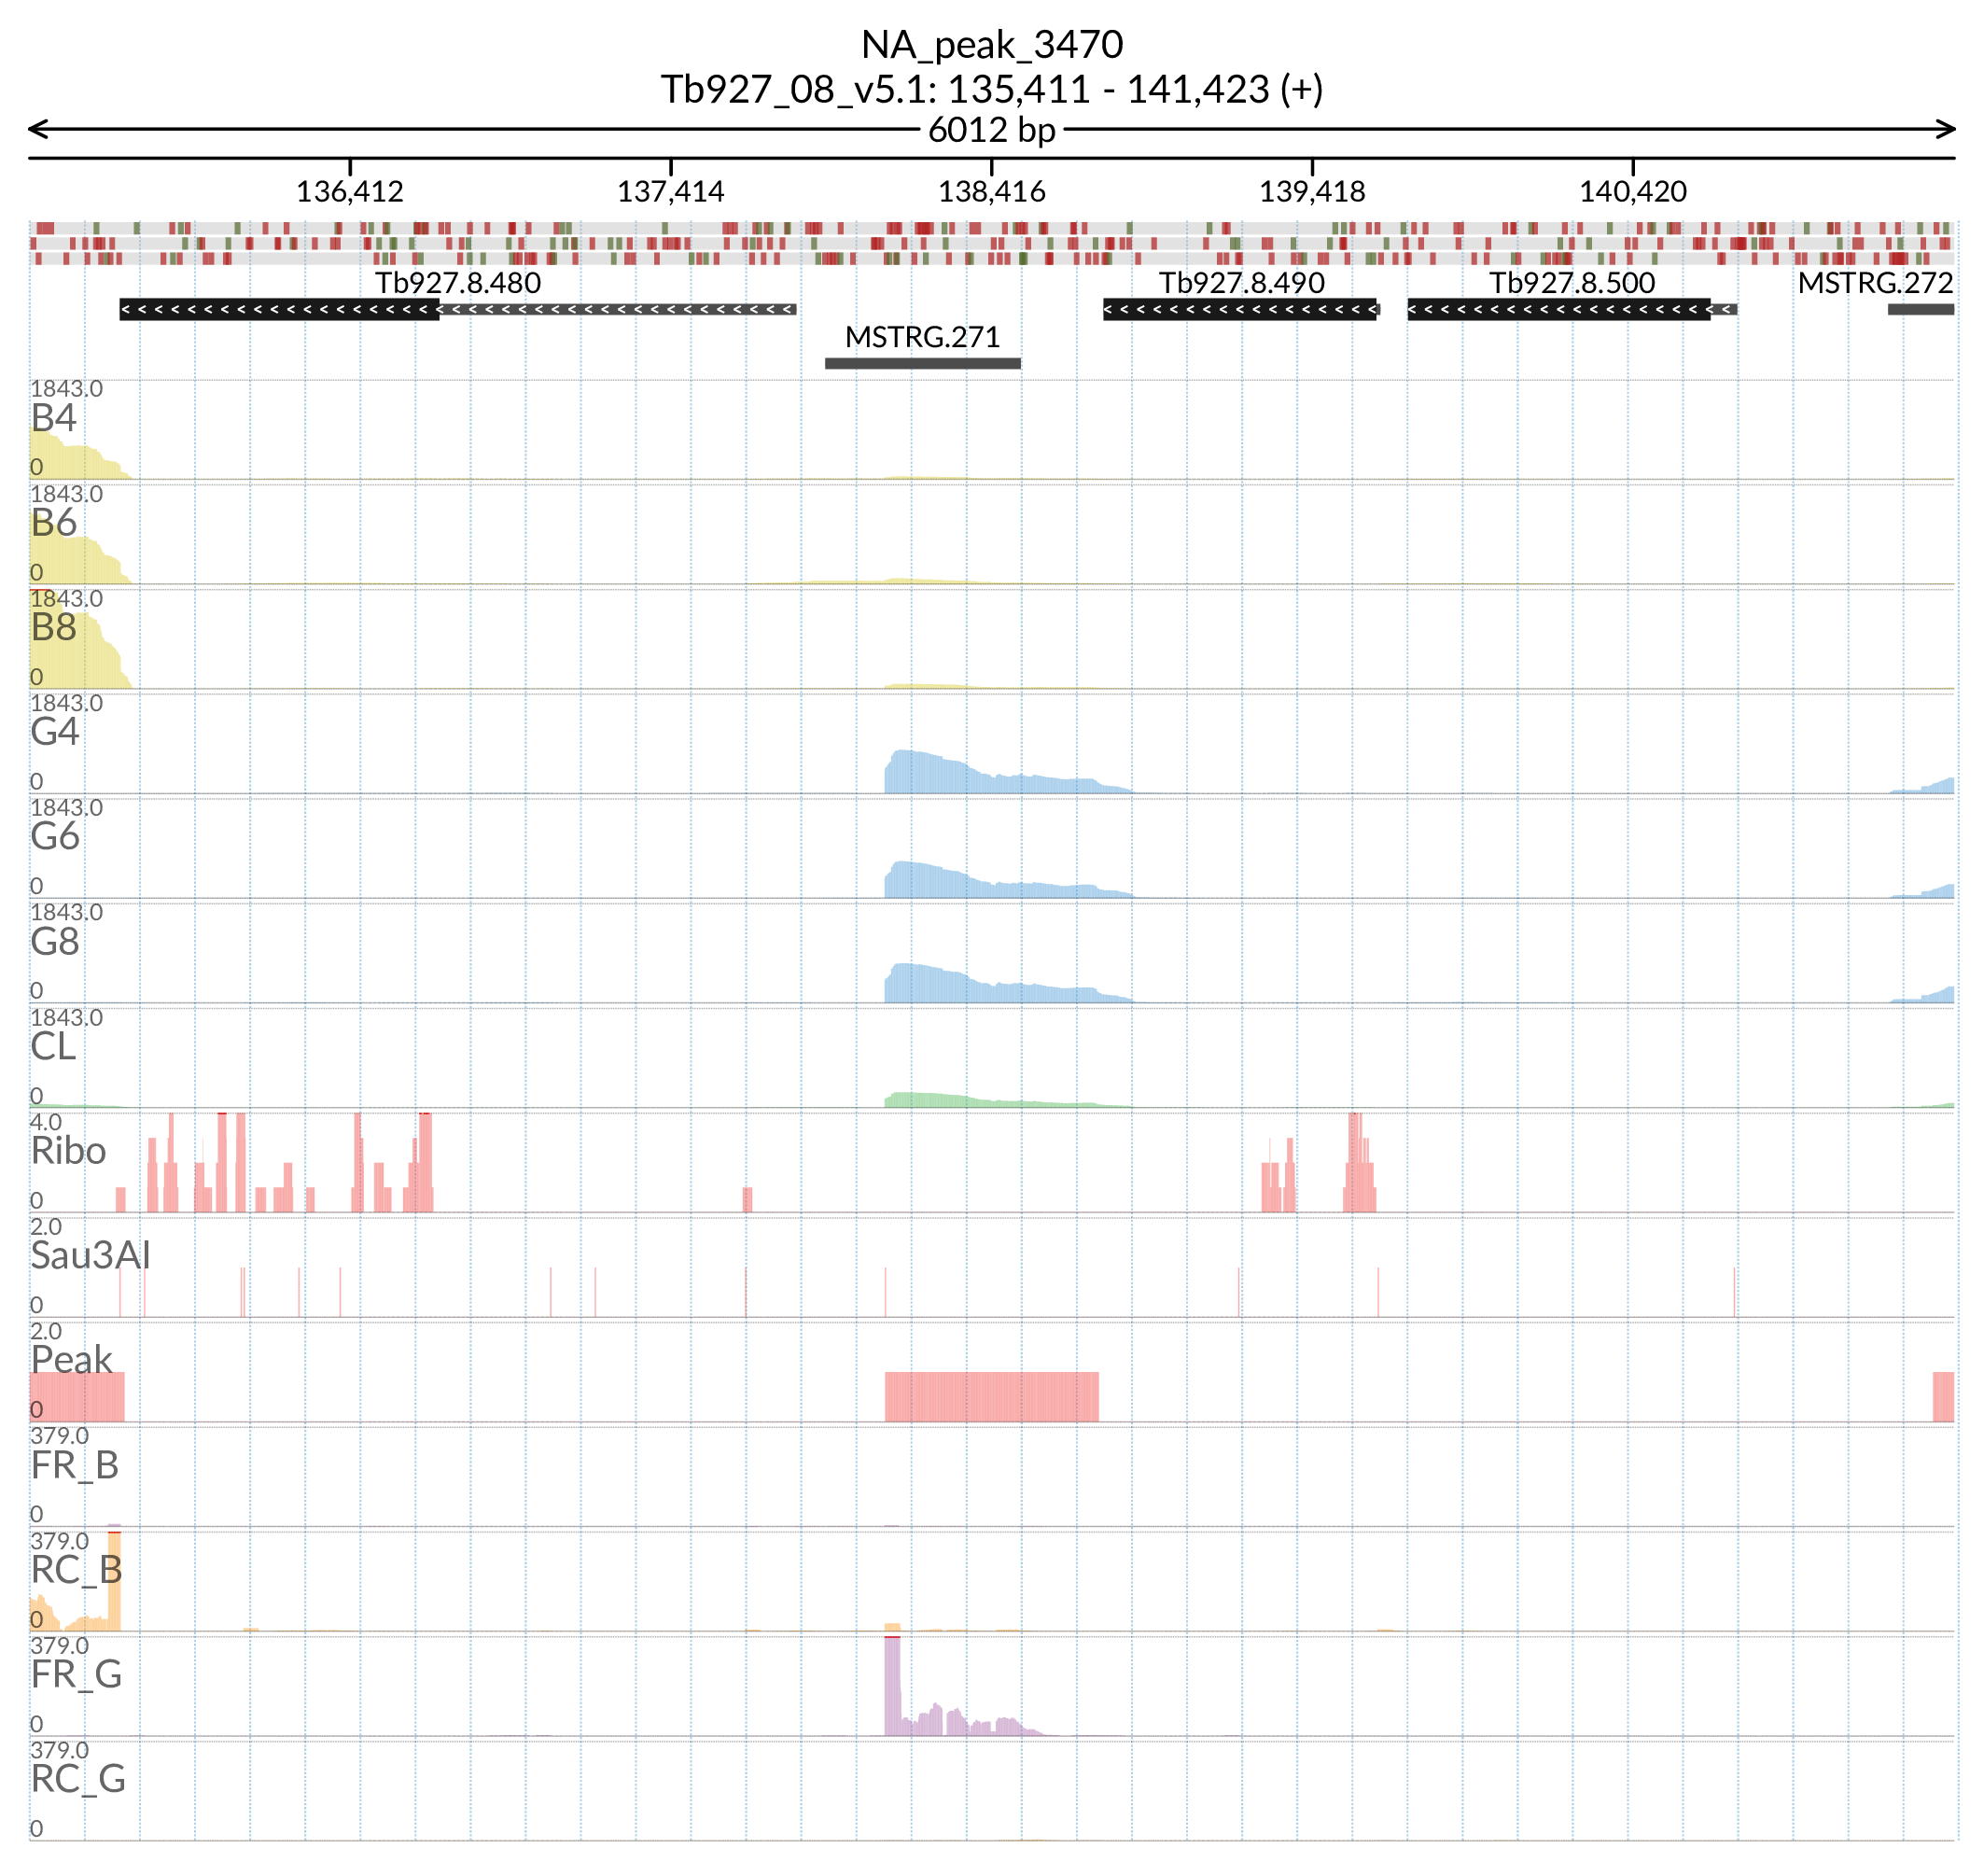 NA_peak_3470
Tb927_08_v5.1: 135,411 - 141,423 (+)
6012 bp
136,412 137,414 138,416 139,418 140,420
Tb927.8.480 Tb927.8.490 Tb927.8.500 MSTRG.272
MSTRG.271
1843.0
B4
0
1843.0
B6
0
1843.0
B8
0
1843.0
G4
0
1843.0
G6
0
1843.0
G8
0
1843.0
CL
0
4.0
Ribo
0
2.0
Sau3AI
0
2.0
Peak
0
379.0
FR_B
0
379.0
RC_B
0
379.0
FR_G
0
379.0
RC_G
0